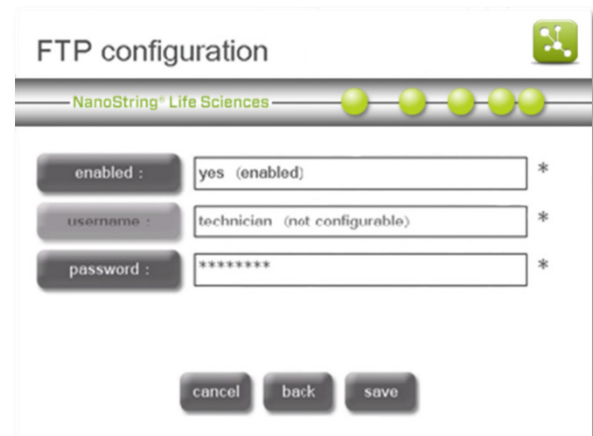 FTP configuration
NanoString® Life Sciences
enabled : yes (enabled) *
username : technician (not configurable) *
password : ******** *
cancel back save